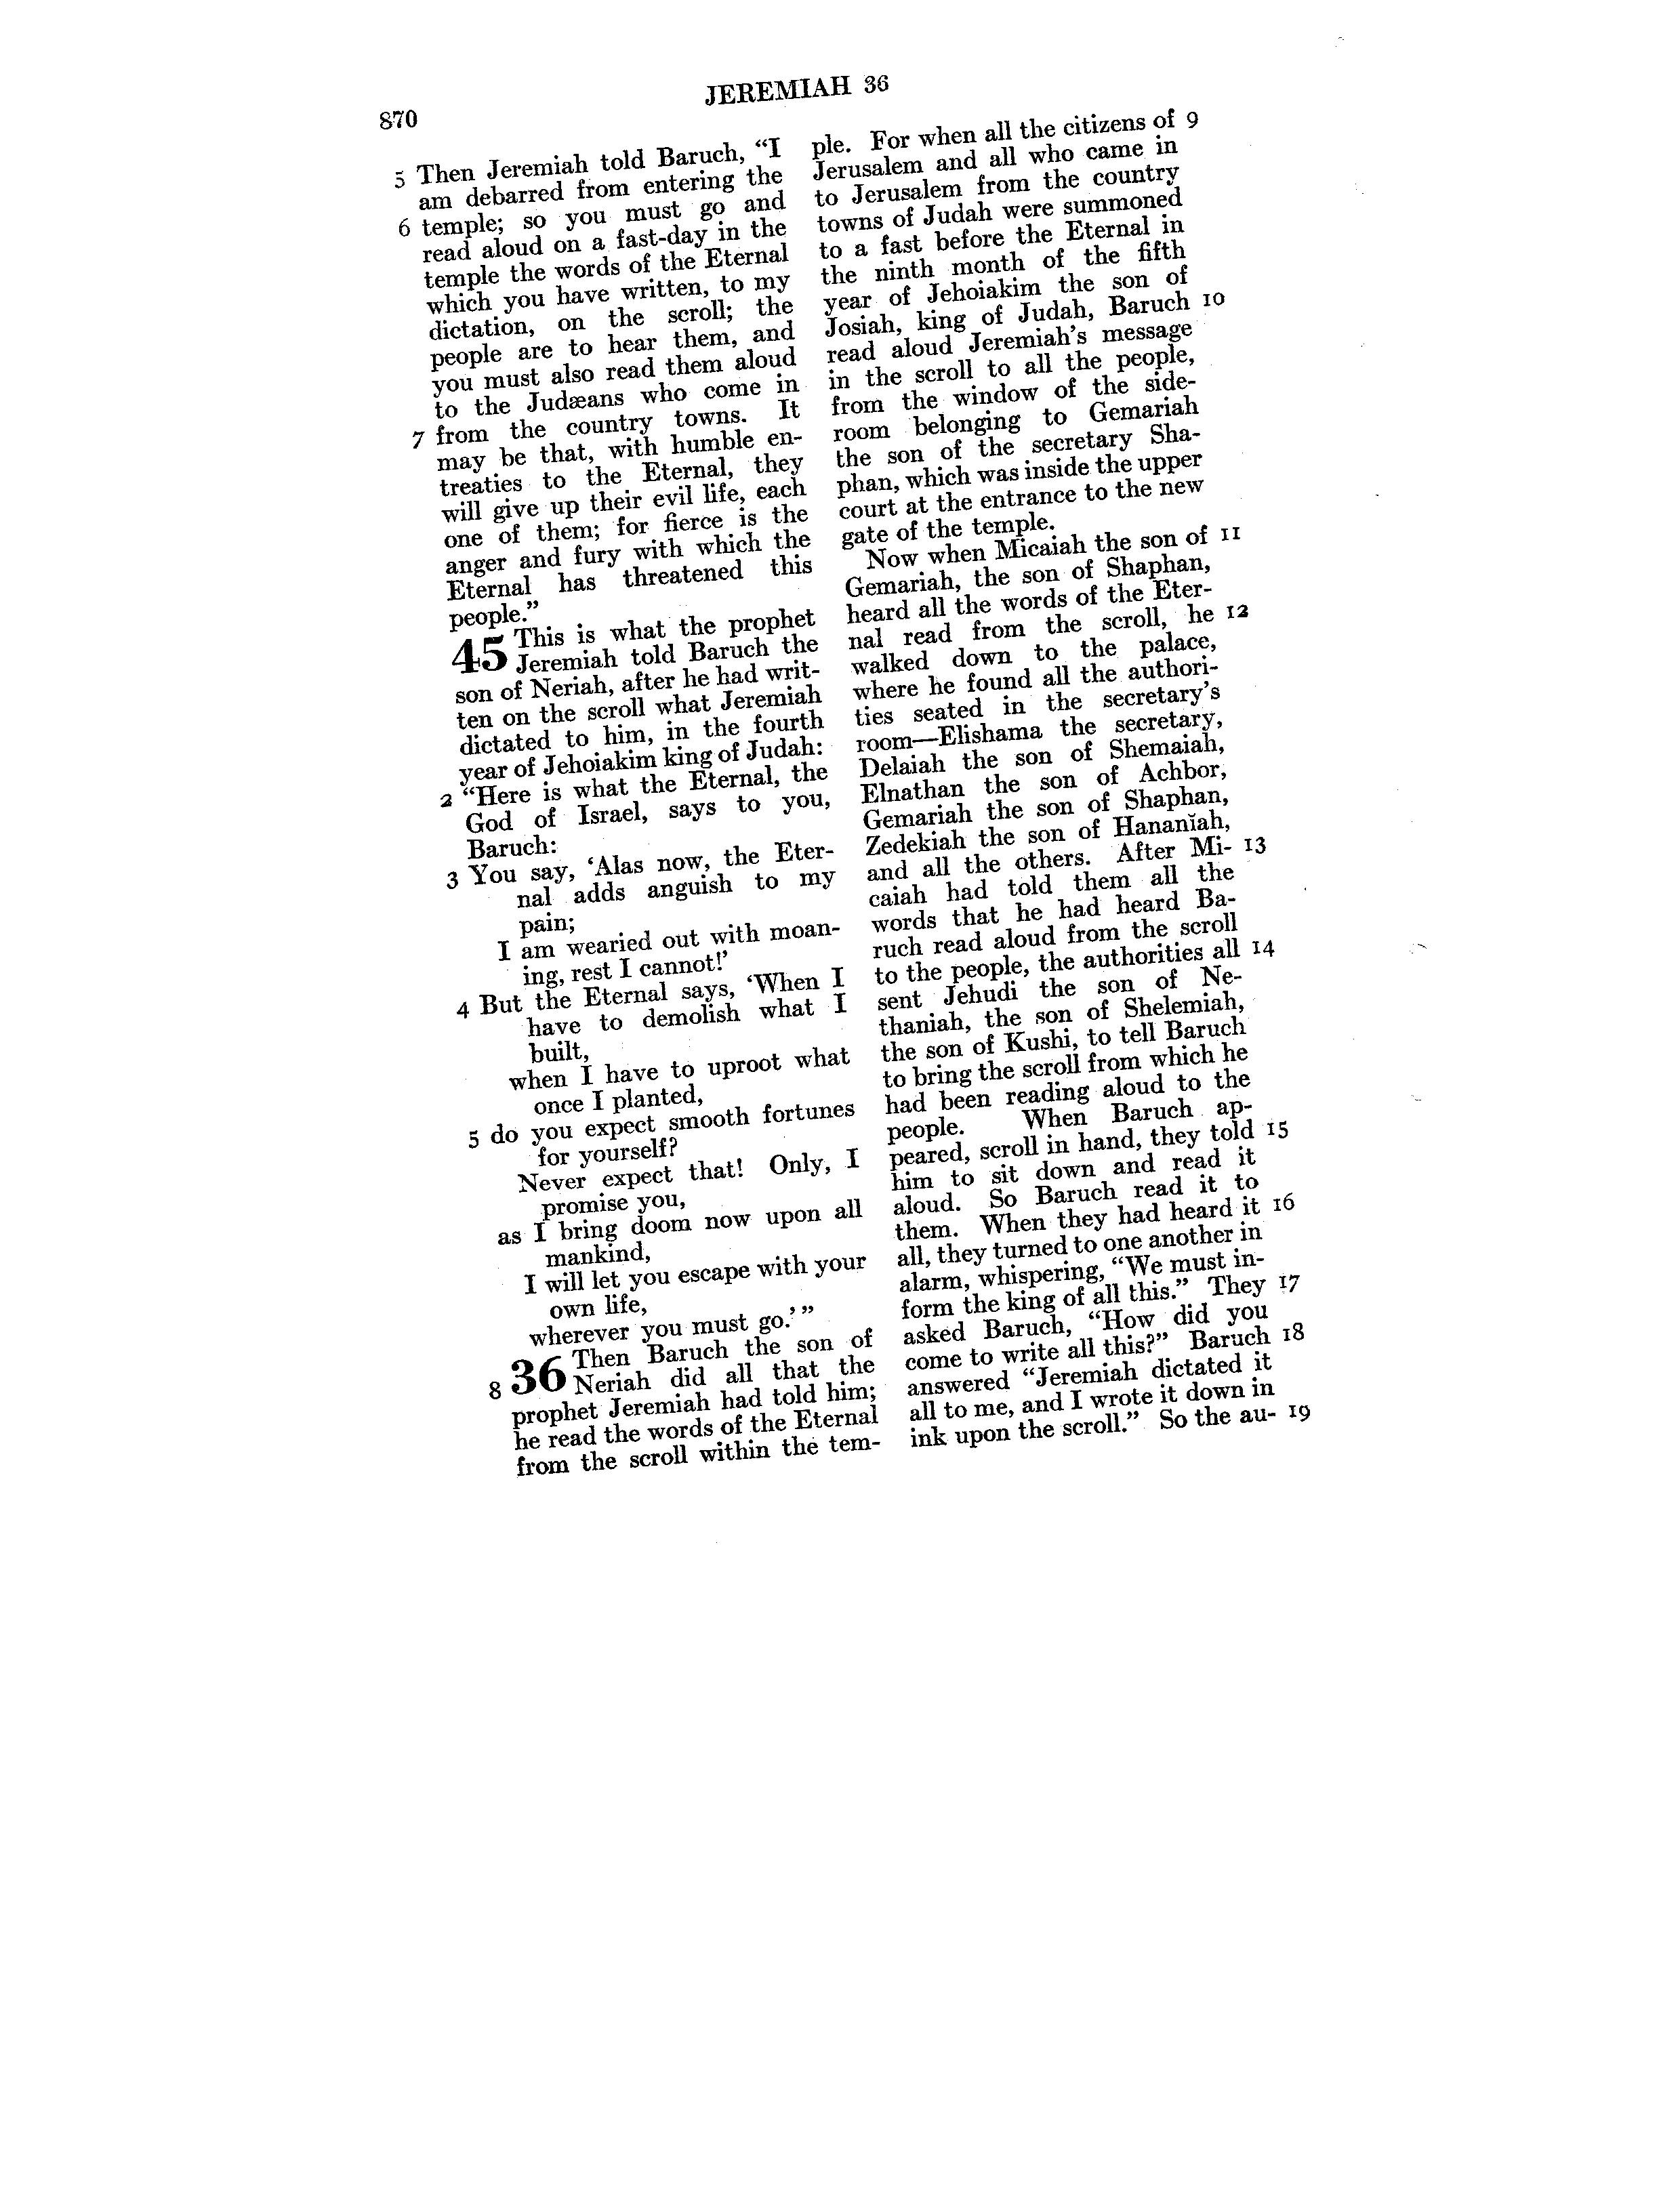 870
JEREMIAH 36
5 Then Jeremiah told Baruch, “I
am debarred from entering the
6 temple; so you must go and
read aloud on a fast-day in the
temple the words of the Eternal
which you have written, to my
dictation, on the scroll; the
people are to hear them, and
you must also read them aloud
to the Judæans who come in
7 from the country towns. It
may be that, with humble en-
treaties to the Eternal, they
will give up their evil life, each
one of them; for fierce is the
anger and fury with which the
Eternal has threatened this
people.”
45 This is what the prophet
Jeremiah told Baruch the
son of Neriah, after he had writ-
ten on the scroll what Jeremiah
dictated to him, in the fourth
year of Jehoiakim king of Judah:
2 “Here is what the Eternal, the
God of Israel, says to you,
Baruch:
3 You say, ‘Alas now, the Eter-
nal adds anguish to my
pain;
I am wearied out with moan-
ing, rest I cannot!’
4 But the Eternal says, ‘When I
have to demolish what I
built,
when I have to uproot what
once I planted,
5 do you expect smooth fortunes
for yourself?
Never expect that! Only, I
promise you,
as I bring doom now upon all
mankind,
I will let you escape with your
own life,
wherever you must go.’”
36 Then Baruch the son of
8 Neriah did all that the
prophet Jeremiah had told him;
he read the words of the Eternal
from the scroll within the tem-
ple. For when all the citizens of 9
Jerusalem and all who came in
to Jerusalem from the country
towns of Judah were summoned
to a fast before the Eternal in
the ninth month of the fifth
year of Jehoiakim the son of
Josiah, king of Judah, Baruch 10
read aloud Jeremiah’s message
in the scroll to all the people,
from the window of the side-
room belonging to Gemariah
the son of the secretary Sha-
phan, which was inside the upper
court at the entrance to the new
gate of the temple.
Now when Micaiah the son of 11
Gemariah, the son of Shaphan,
heard all the words of the Eter-
nal read from the scroll, he 12
walked down to the palace,
where he found all the authori-
ties seated in the secretary’s
room—Elishama the secretary,
Delaiah the son of Shemaiah,
Elnathan the son of Achbor,
Gemariah the son of Shaphan,
Zedekiah the son of Hananĭah,
and all the others. After Mi- 13
caiah had told them all the
words that he had heard Ba-
ruch read aloud from the scroll
to the people, the authorities all 14
sent Jehudi the son of Ne-
thaniah, the son of Shelemiah,
the son of Kushi, to tell Baruch
to bring the scroll from which he
had been reading aloud to the
people. When Baruch ap-
peared, scroll in hand, they told 15
him to sit down and read it
aloud. So Baruch read it to
them. When they had heard it 16
all, they turned to one another in
alarm, whispering, “We must in-
form the king of all this.” They 17
asked Baruch, “How did you
come to write all this?” Baruch 18
answered “Jeremiah dictated it
all to me, and I wrote it down in
ink upon the scroll.” So the au- 19